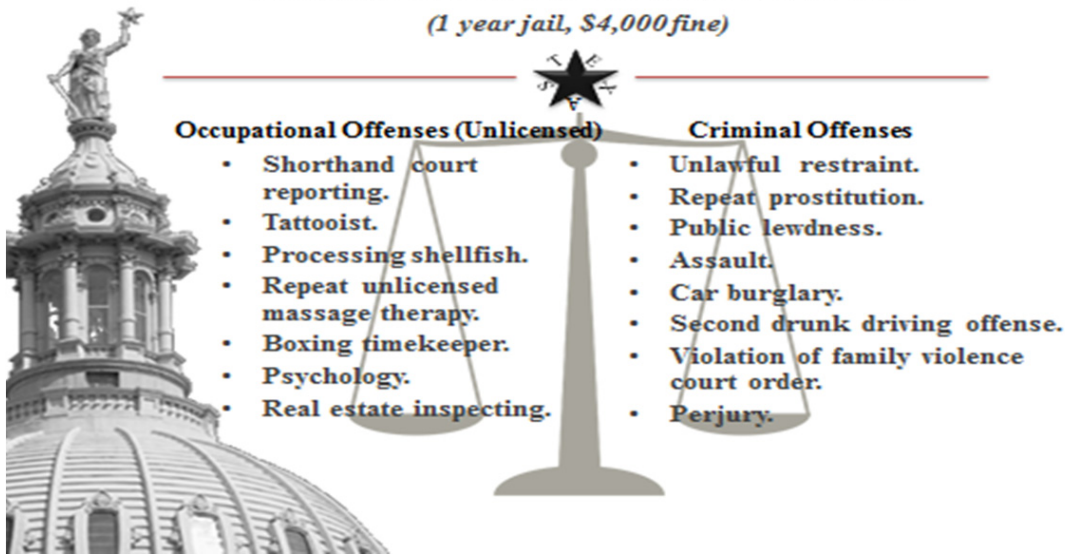 (1 year jail, $4,000 fine)
TEXAS
Occupational Offenses (Unlicensed)
• Shorthand court
reporting.
• Tattooist.
• Processing shellfish.
• Repeat unlicensed
massage therapy.
• Boxing timekeeper.
• Psychology.
• Real estate inspecting.
Criminal Offenses
• Unlawful restraint.
• Repeat prostitution.
• Public lewdness.
• Assault.
• Car burglary.
• Second drunk driving offense.
• Violation of family violence
court order.
• Perjury.